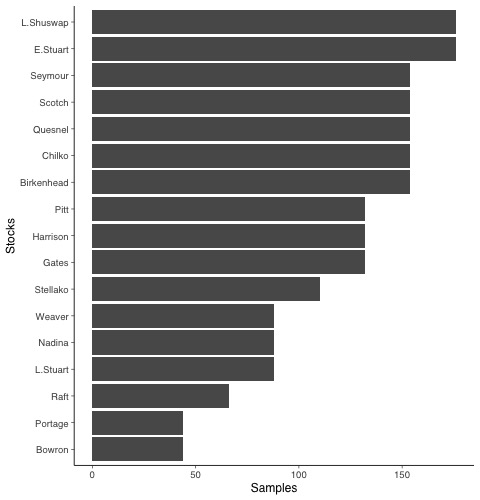 L.Shuswap
E.Stuart
Seymour
Scotch
Quesnel
Chilko
Birkenhead
Pitt
Harrison
Gates
Stellako
Weaver
Nadina
L.Stuart
Raft
Portage
Bowron
Stocks
0 50 100 150
Samples